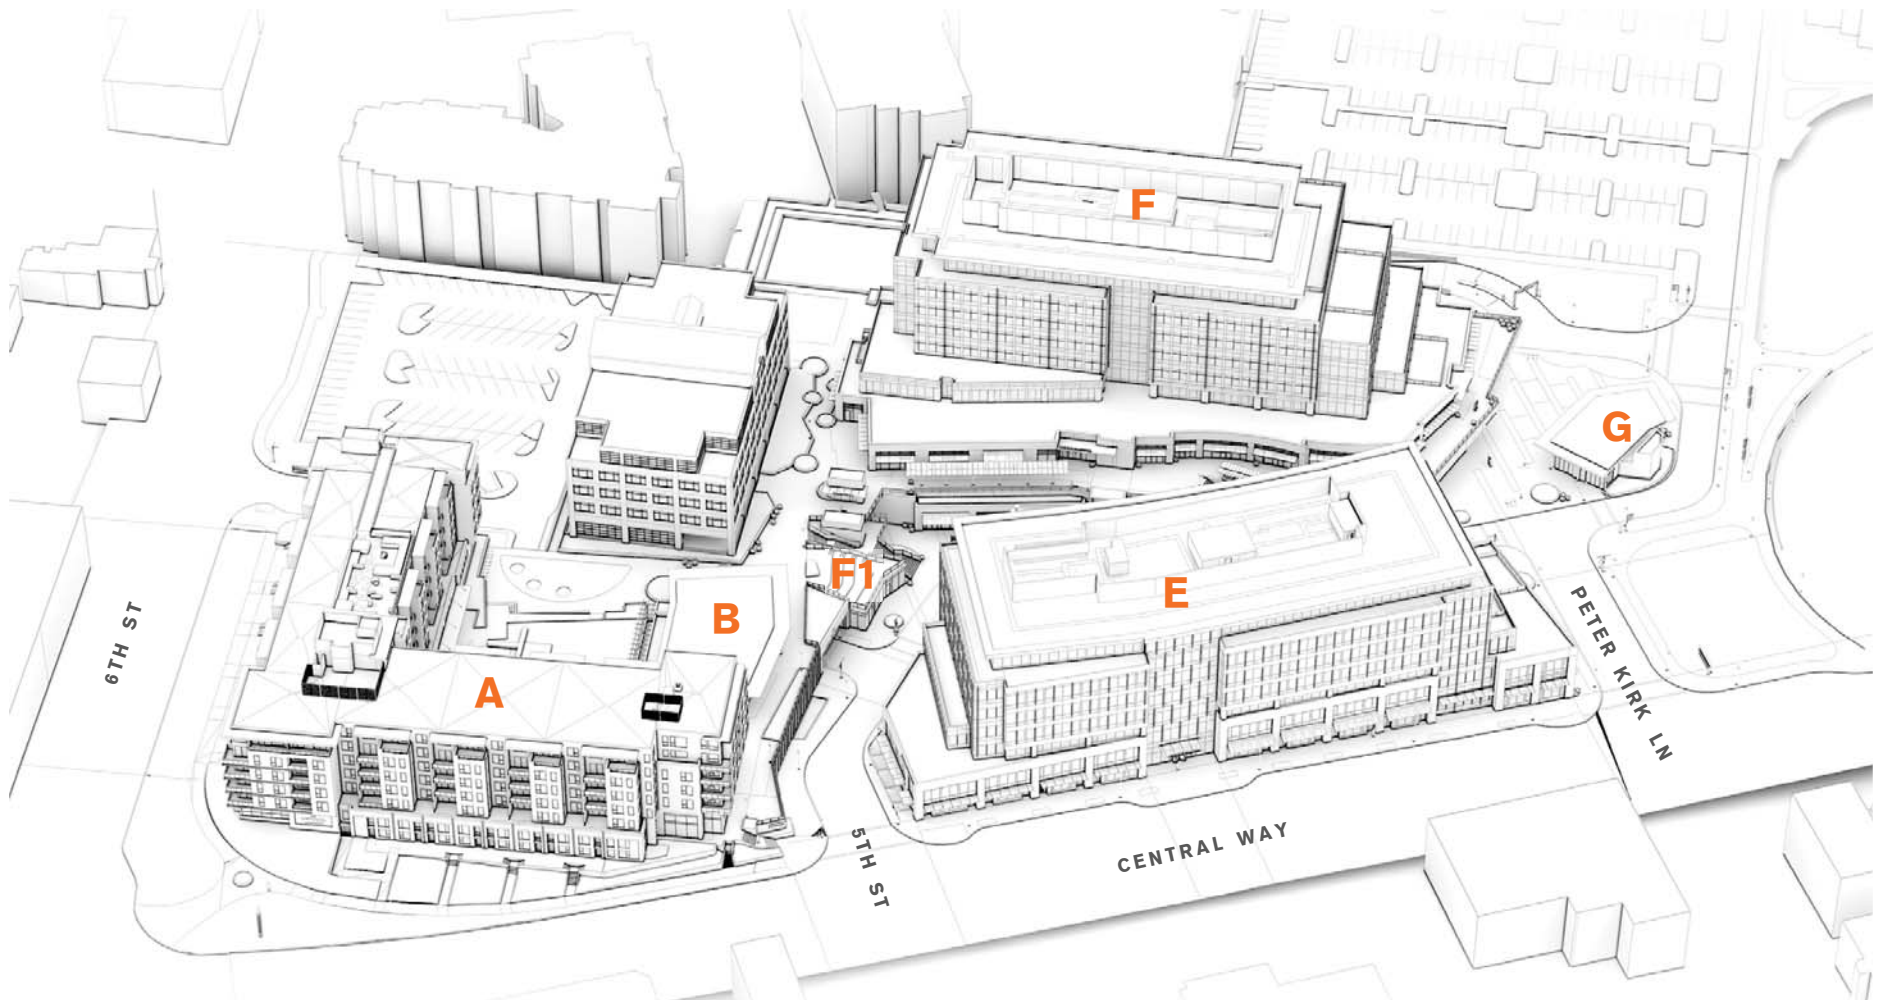 F
G
F1
E
B
A
6TH ST
PETER KIRK LN
5TH ST
CENTRAL WAY